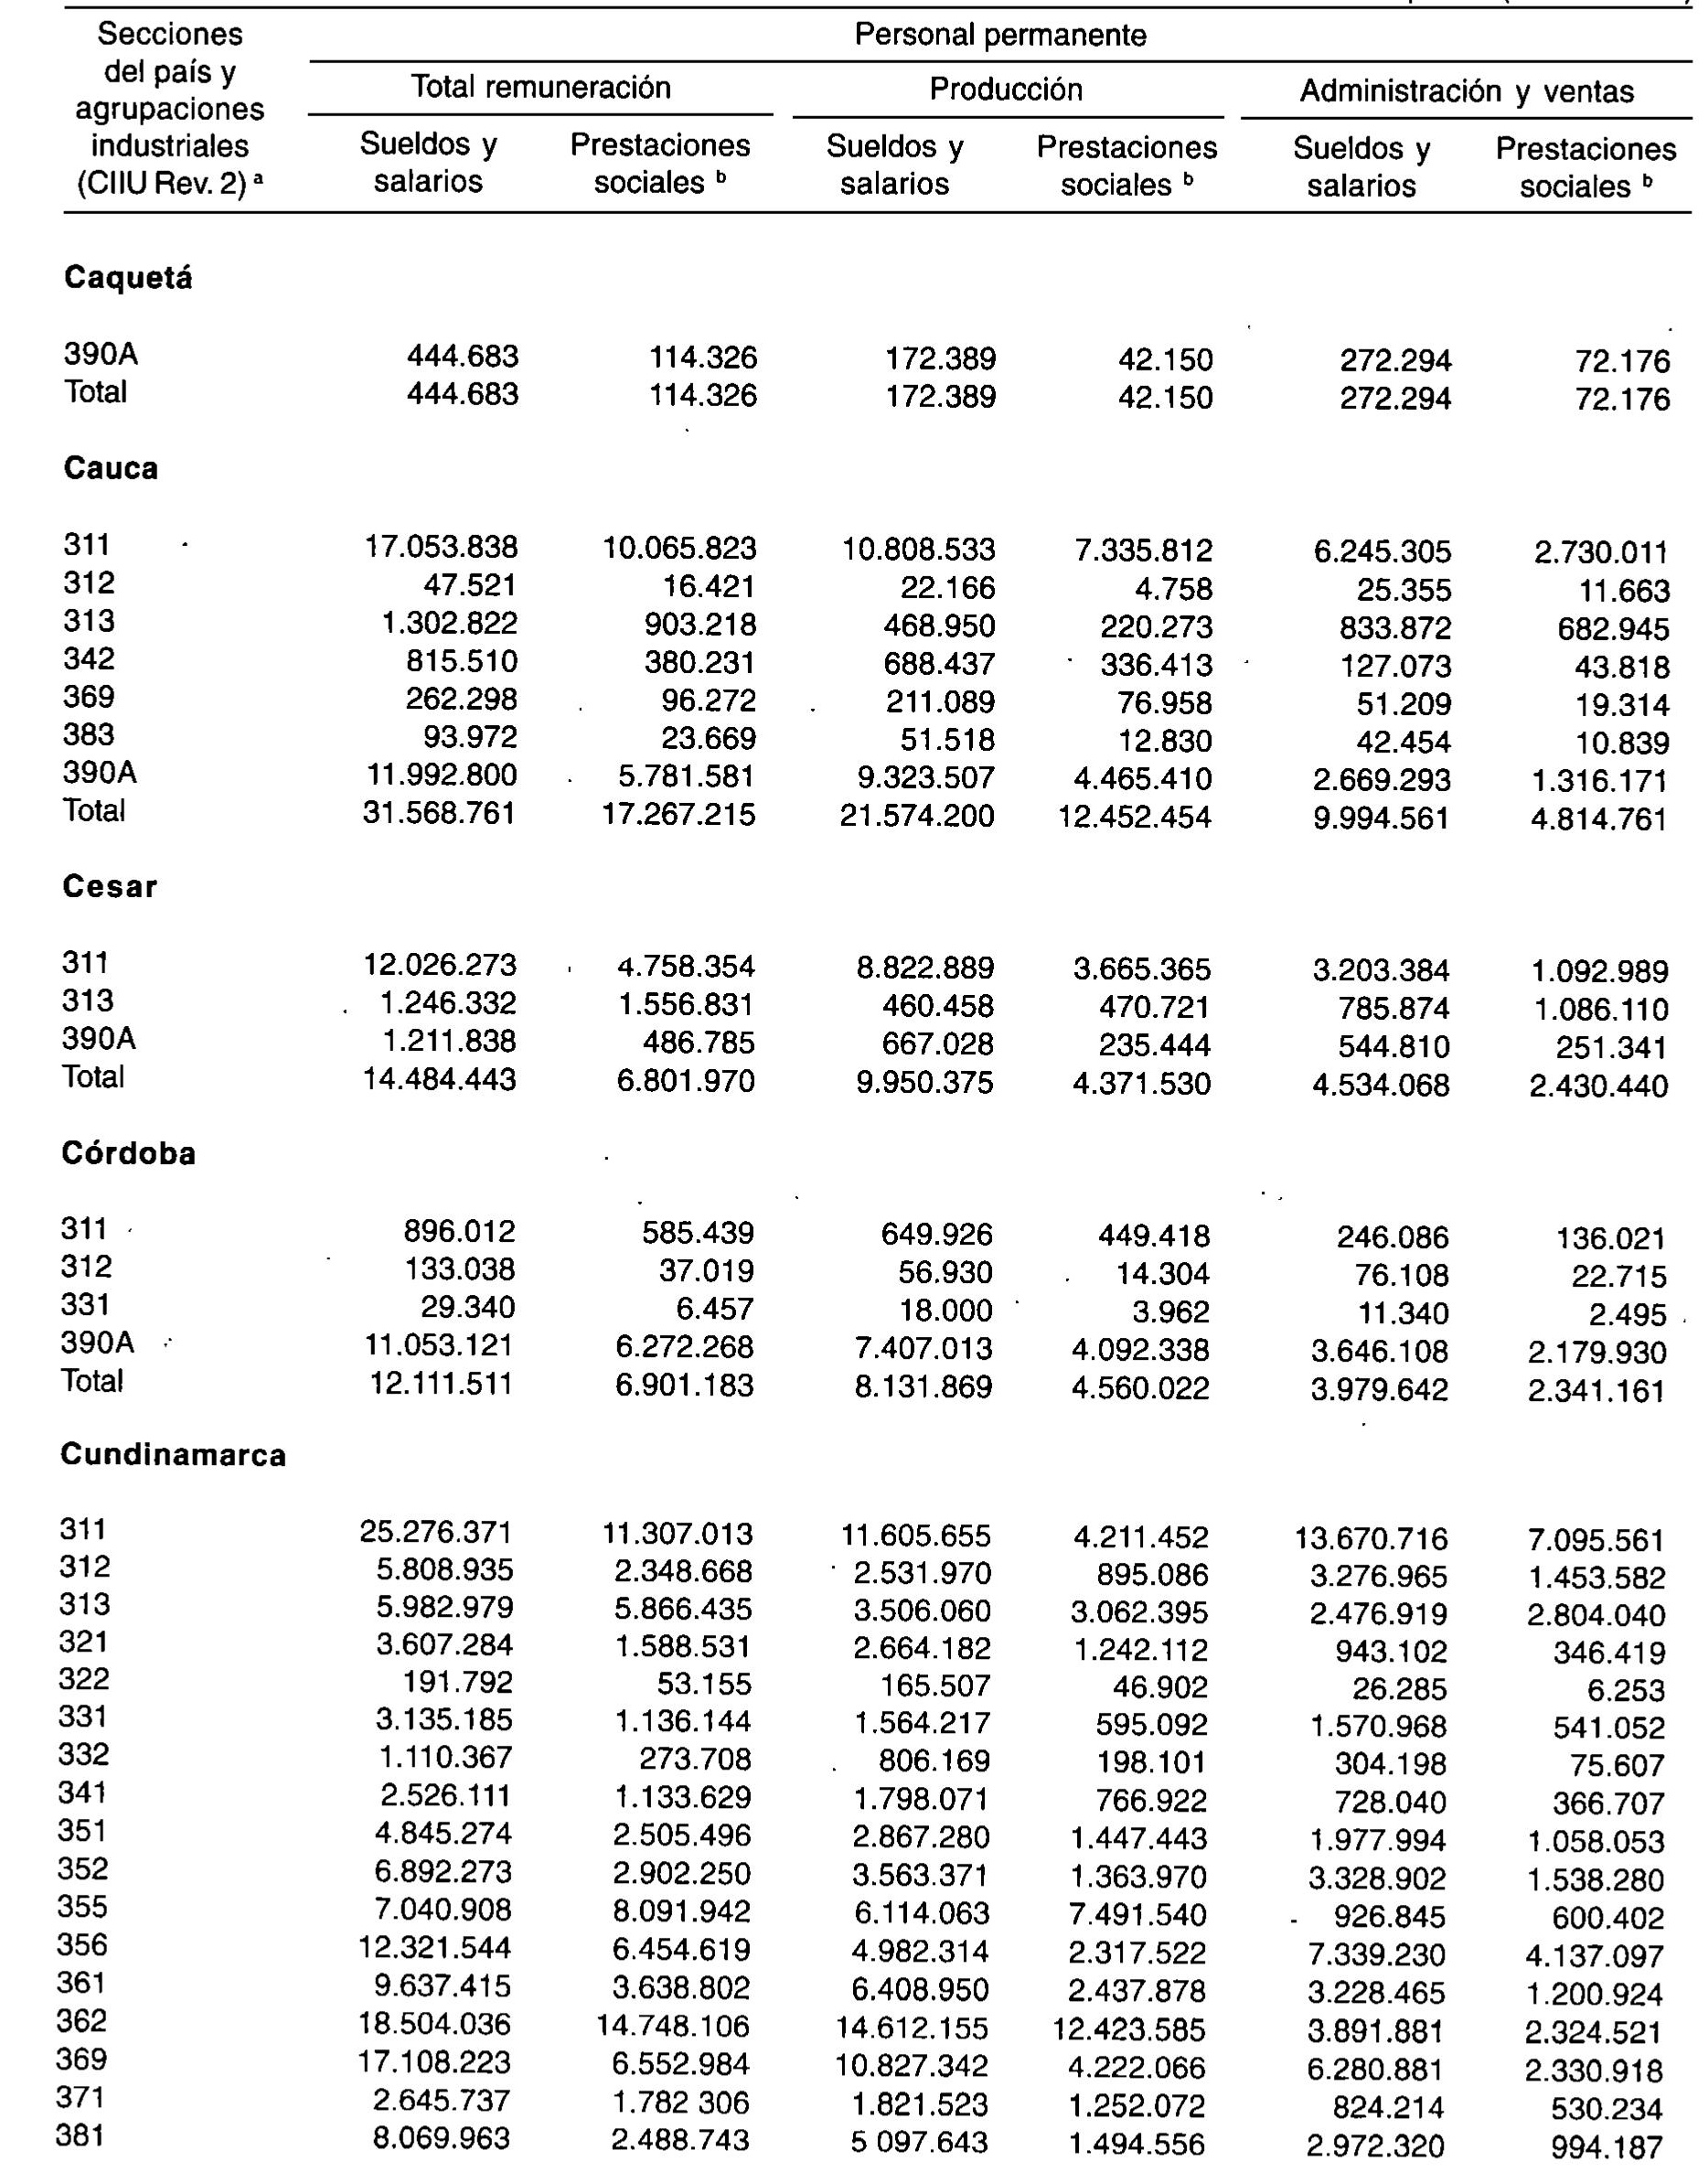 Secciones del país y agrupaciones industriales (CIIU Rev. 2) a
Personal permanente
Total remuneración Producción Administración y ventas
Sueldos y salarios Prestaciones sociales b Sueldos y salarios Prestaciones sociales b Sueldos y salarios Prestaciones sociales b
Caquetá
390A 444.683 114.326 172.389 42.150 272.294 72.176
Total 444.683 114.326 172.389 42.150 272.294 72.176
Cauca
311 17.053.838 10.065.823 10.808.533 7.335.812 6.245.305 2.730.011
312 47.521 16.421 22.166 4.758 25.355 11.663
313 1.302.822 903.218 468.950 220.273 833.872 682.945
342 815.510 380.231 688.437 336.413 127.073 43.818
369 262.298 96.272 211.089 76.958 51.209 19.314
383 93.972 23.669 51.518 12.830 42.454 10.839
390A 11.992.800 5.781.581 9.323.507 4.465.410 2.669.293 1.316.171
Total 31.568.761 17.267.215 21.574.200 12.452.454 9.994.561 4.814.761
Cesar
311 12.026.273 4.758.354 8.822.889 3.665.365 3.203.384 1.092.989
313 1.246.332 1.556.831 460.458 470.721 785.874 1.086.110
390A 1.211.838 486.785 667.028 235.444 544.810 251.341
Total 14.484.443 6.801.970 9.950.375 4.371.530 4.534.068 2.430.440
Córdoba
311 896.012 585.439 649.926 449.418 246.086 136.021
312 133.038 37.019 56.930 14.304 76.108 22.715
331 29.340 6.457 18.000 3.962 11.340 2.495
390A 11.053.121 6.272.268 7.407.013 4.092.338 3.646.108 2.179.930
Total 12.111.511 6.901.183 8.131.869 4.560.022 3.979.642 2.341.161
Cundinamarca
311 25.276.371 11.307.013 11.605.655 4.211.452 13.670.716 7.095.561
312 5.808.935 2.348.668 2.531.970 895.086 3.276.965 1.453.582
313 5.982.979 5.866.435 3.506.060 3.062.395 2.476.919 2.804.040
321 3.607.284 1.588.531 2.664.182 1.242.112 943.102 346.419
322 191.792 53.155 165.507 46.902 26.285 6.253
331 3.135.185 1.136.144 1.564.217 595.092 1.570.968 541.052
332 1.110.367 273.708 806.169 198.101 304.198 75.607
341 2.526.111 1.133.629 1.798.071 766.922 728.040 366.707
351 4.845.274 2.505.496 2.867.280 1.447.443 1.977.994 1.058.053
352 6.892.273 2.902.250 3.563.371 1.363.970 3.328.902 1.538.280
355 7.040.908 8.091.942 6.114.063 7.491.540 926.845 600.402
356 12.321.544 6.454.619 4.982.314 2.317.522 7.339.230 4.137.097
361 9.637.415 3.638.802 6.408.950 2.437.878 3.228.465 1.200.924
362 18.504.036 14.748.106 14.612.155 12.423.585 3.891.881 2.324.521
369 17.108.223 6.552.984 10.827.342 4.222.066 6.280.881 2.330.918
371 2.645.737 1.782 306 1.821.523 1.252.072 824.214 530.234
381 8.069.963 2.488.743 5 097.643 1.494.556 2.972.320 994.187